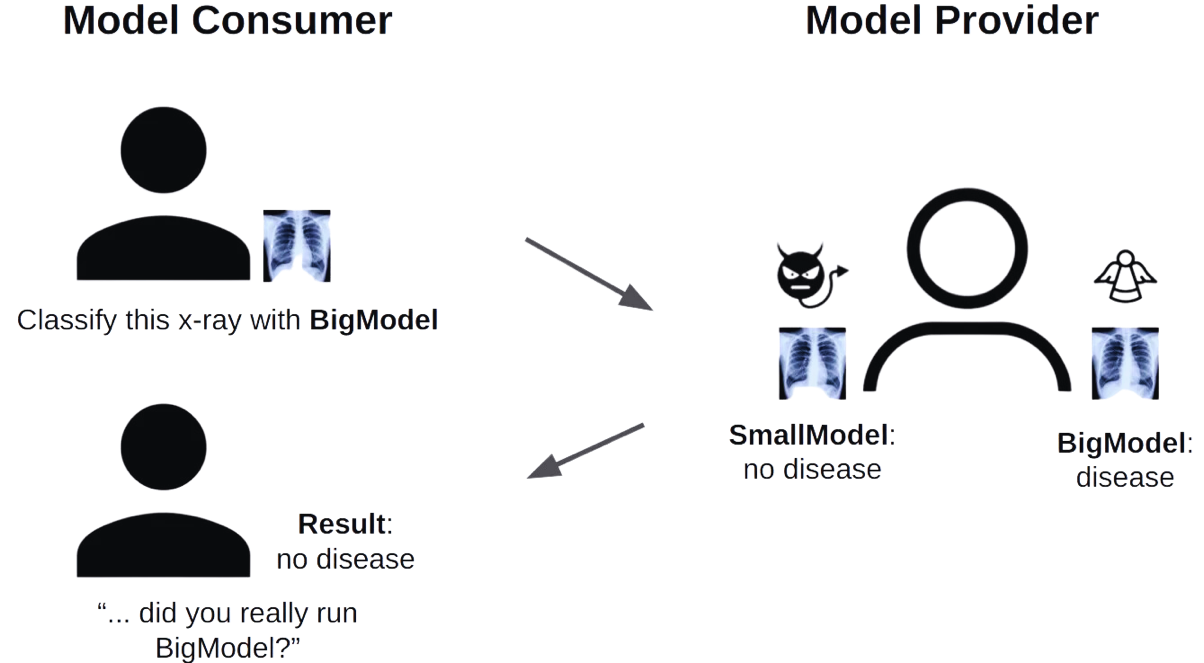 Model Consumer
Model Provider
Classify this x-ray with BigModel
SmallModel:
no disease
BigModel:
disease
Result:
no disease
“... did you really run
BigModel?”